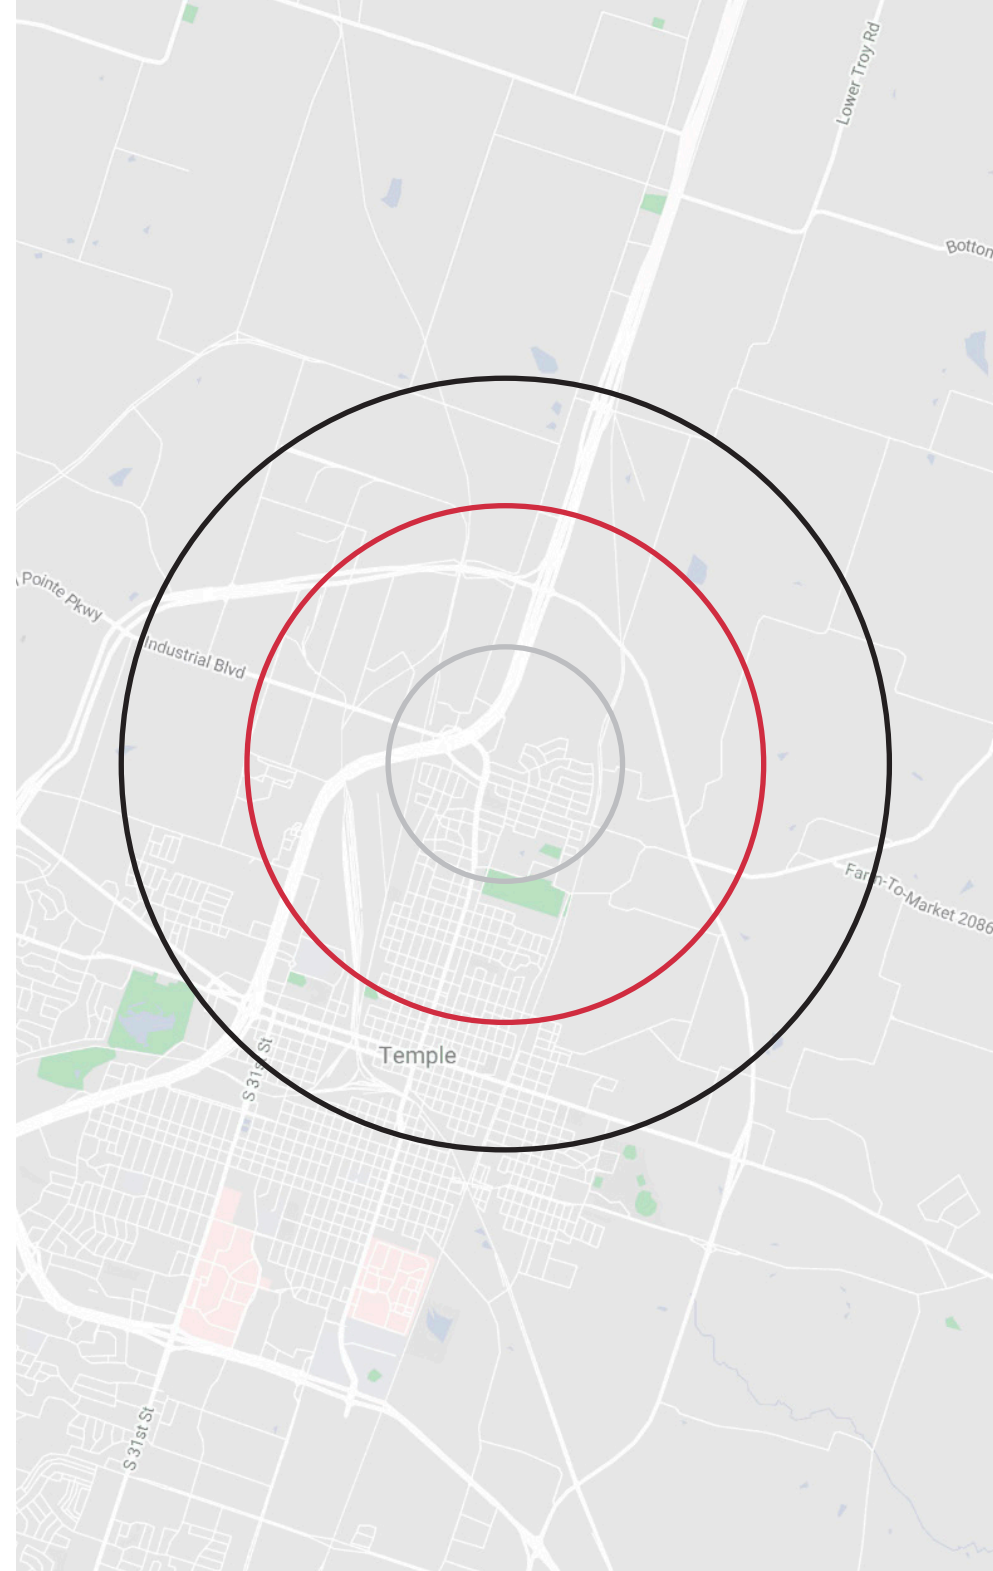 Lower Troy Rd
Botton
Pointe Pkwy
Industrial Blvd
Farm-To-Market 2086
S 31st St
Temple
S 31st St